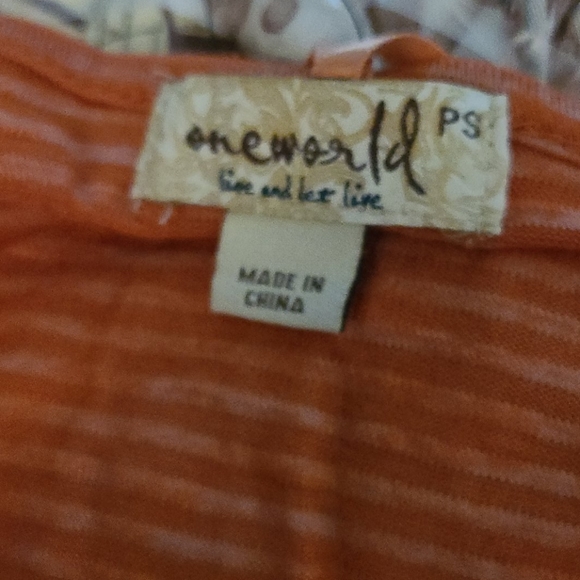 oneworld PS
live and let live
MADE IN
CHINA